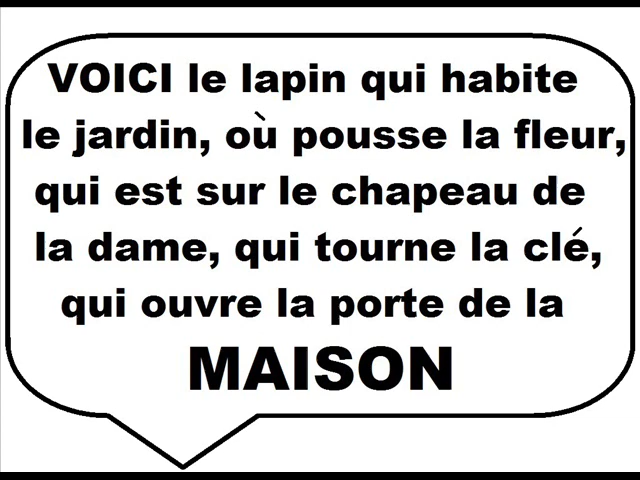 VOICI le lapin qui habite
le jardin, où pousse la fleur,
qui est sur le chapeau de
la dame, qui tourne la clé,
qui ouvre la porte de la
MAISON